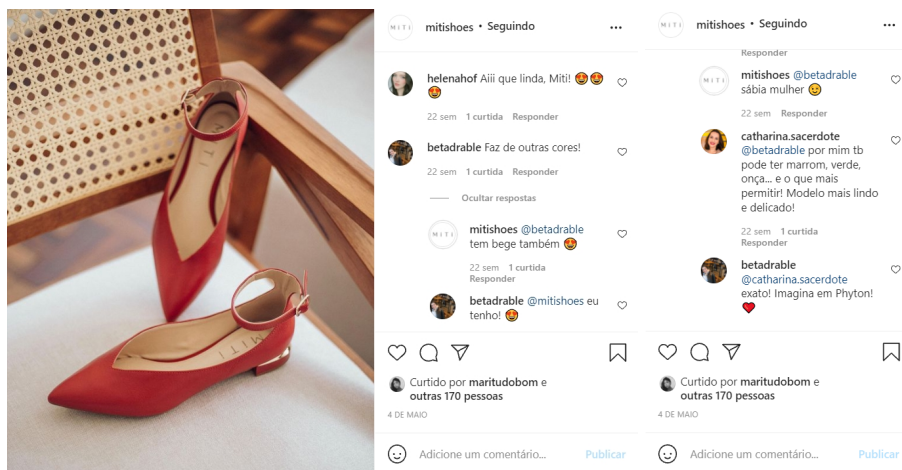 MITI
MITI
MITI
mitishoes • Seguindo
helenahof Aiii que linda, Miti! 😍😍
😍
22 sem 1 curtida Responder
betadrable Faz de outras cores!
22 sem 1 curtida Responder
Ocultar respostas
MITI
mitishoes @betadrable
tem bege também 😍
22 sem 1 curtida
Responder
betadrable @mitishoes eu
tenho! 😍
Curtido por maritudobom e
outras 170 pessoas
4 DE MAIO
Adicione um comentário... Publicar
MITI
mitishoes • Seguindo
Responder
MITI
mitishoes @betadrable
sábia mulher 😉
22 sem Responder
catharina.sacerdote
@betadrable por mim tb
pode ter marrom, verde,
onça... e o que mais
permitir! Modelo mais lindo
e delicado!
22 sem 1 curtida
Responder
betadrable
@catharina.sacerdote
exato! Imagina em Phyton!
❤️
Curtido por maritudobom e
outras 170 pessoas
4 DE MAIO
Adicione um comentário... Publicar